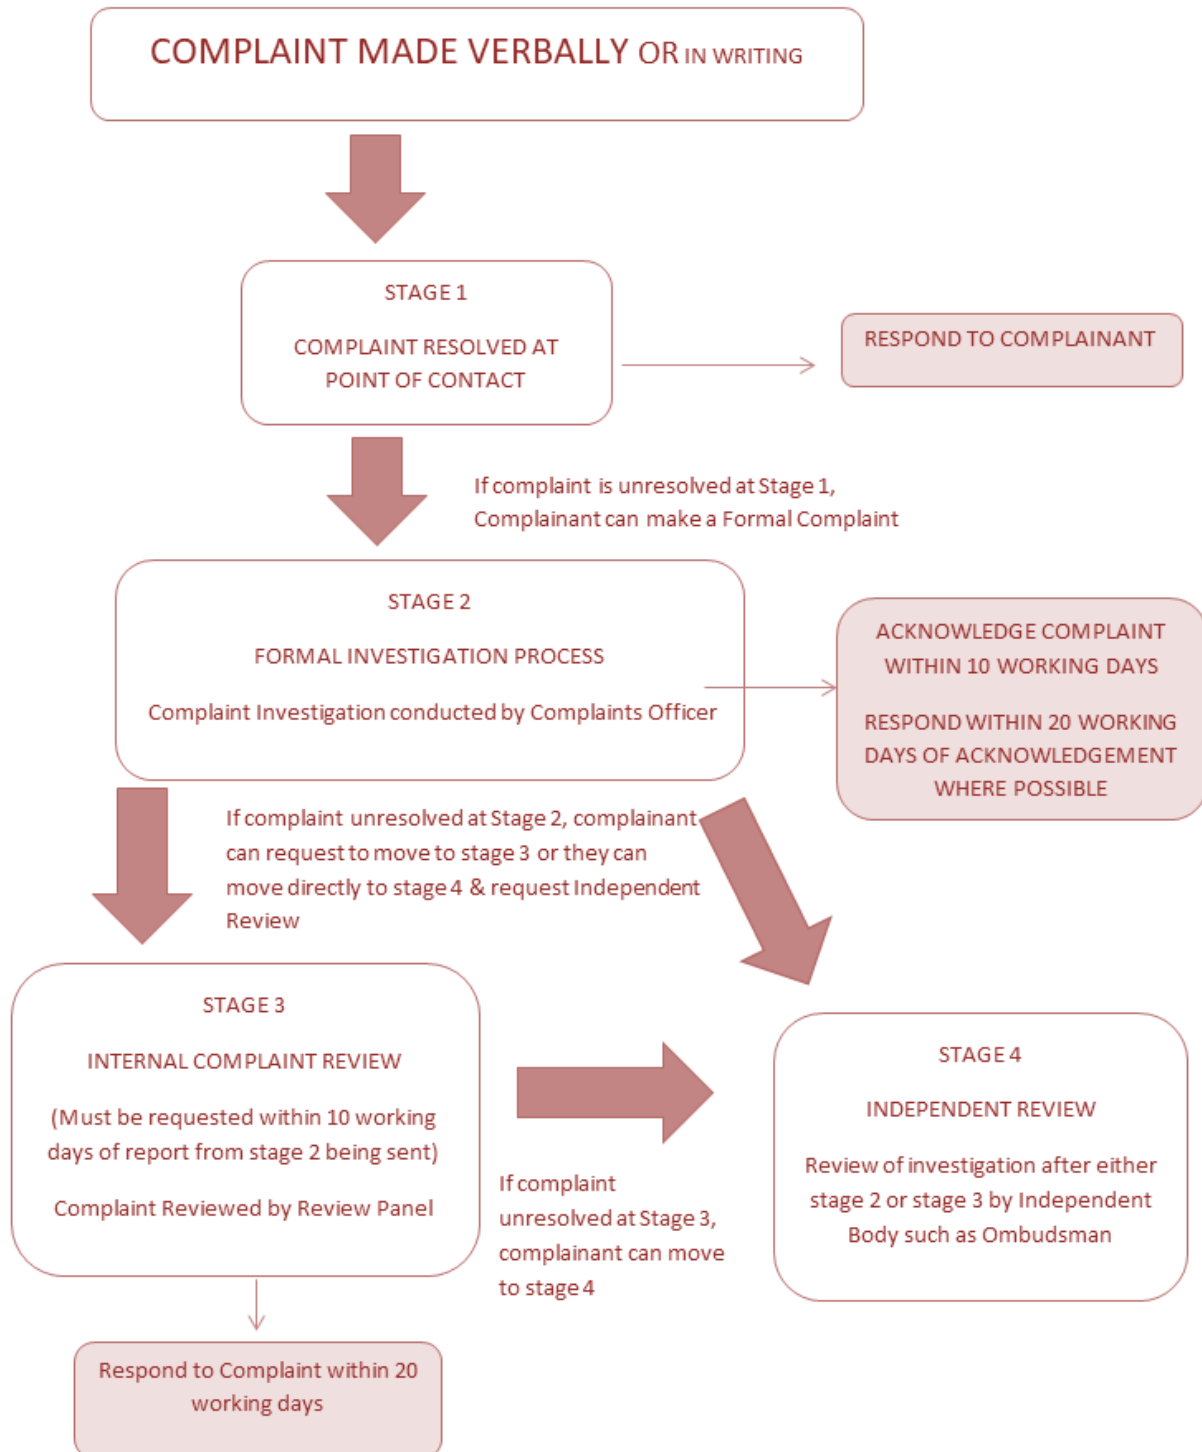 COMPLAINT MADE VERBALLY OR IN WRITING
STAGE 1
COMPLAINT RESOLVED AT
POINT OF CONTACT
RESPOND TO COMPLAINANT
If complaint is unresolved at Stage 1,
Complainant can make a Formal Complaint
STAGE 2
FORMAL INVESTIGATION PROCESS
Complaint Investigation conducted by Complaints Officer
ACKNOWLEDGE COMPLAINT
WITHIN 10 WORKING DAYS
RESPOND WITHIN 20 WORKING
DAYS OF ACKNOWLEDGEMENT
WHERE POSSIBLE
If complaint unresolved at Stage 2, complainant
can request to move to stage 3 or they can
move directly to stage 4 & request Independent
Review
STAGE 3
INTERNAL COMPLAINT REVIEW
(Must be requested within 10 working
days of report from stage 2 being sent)
Complaint Reviewed by Review Panel
If complaint
unresolved at Stage 3,
complainant can move
to stage 4
STAGE 4
INDEPENDENT REVIEW
Review of investigation after either
stage 2 or stage 3 by Independent
Body such as Ombudsman
Respond to Complaint within 20
working days